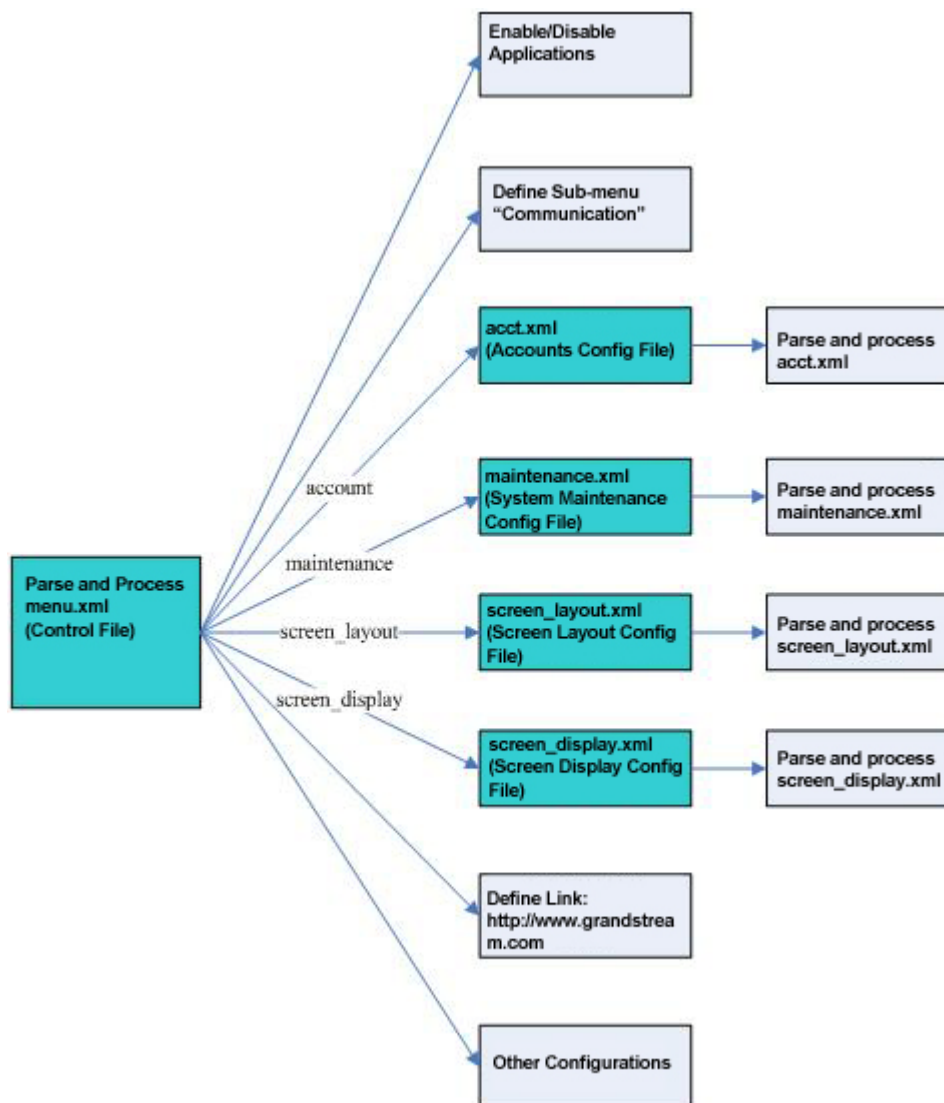 Enable/Disable
Applications
Define Sub-menu
“Communication”
acct.xml
(Accounts Config File)
Parse and process
acct.xml
account
maintenance.xml
(System Maintenance
Config File)
Parse and process
maintenance.xml
maintenance
Parse and Process
menu.xml
(Control File)
screen_layout
screen_layout.xml
(Screen Layout Config
File)
Parse and process
screen_layout.xml
screen_display
screen_display.xml
(Screen Display Config
File)
Parse and process
screen_display.xml
Define Link:
http://www.grandstrea
m.com
Other Configurations